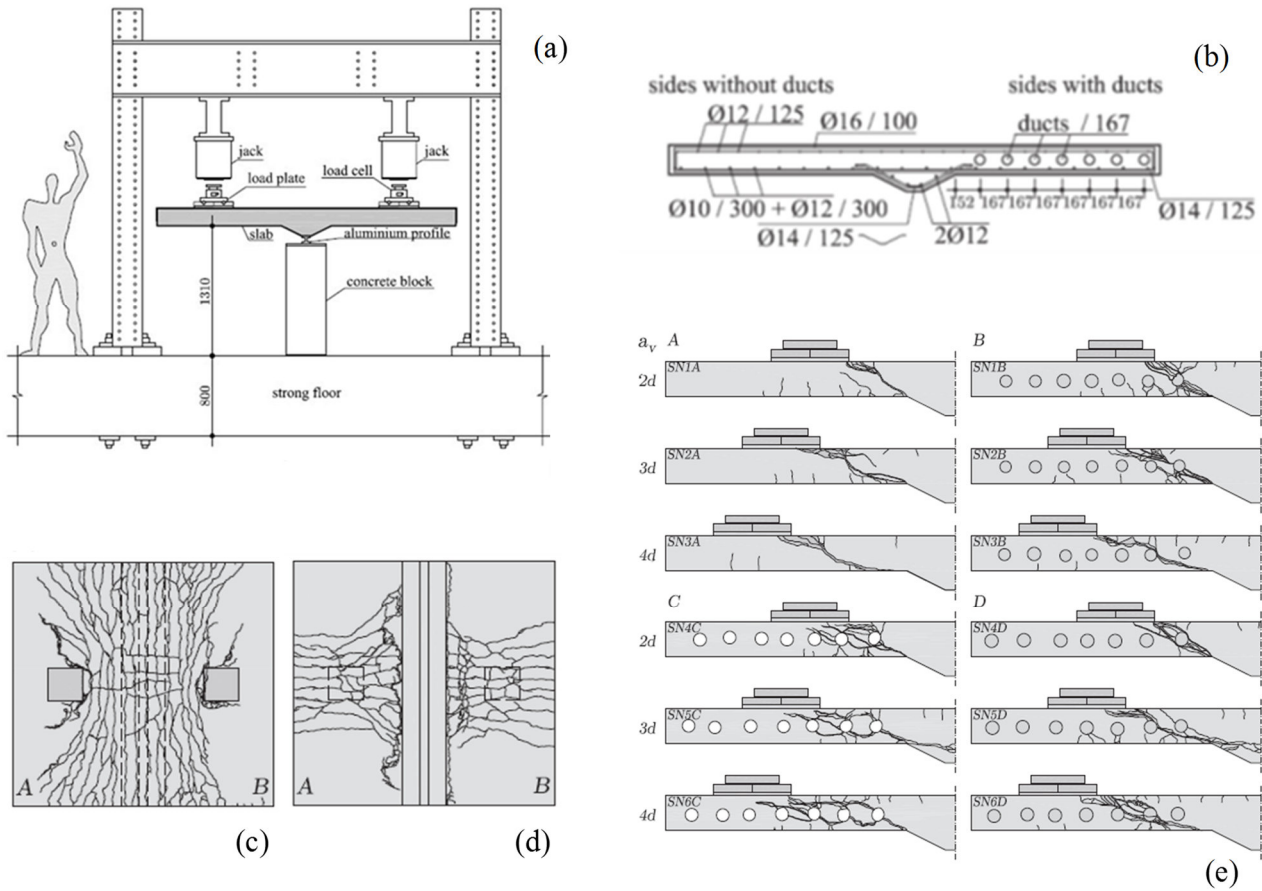 (a)
jack
jack
load plate
load cell
slab
aluminium profile
concrete block
1310
800
strong floor
(b)
sides without ducts
sides with ducts
Ø12 / 125
Ø16 / 100
ducts / 167
152 167 167 167 167 167 167 167
Ø10 / 300 + Ø12 / 300
Ø14 / 125
2Ø12
Ø14 / 125
A
B
(c)
A
B
(d)
av A B
2d SN1A SN1B
3d SN2A SN2B
4d SN3A SN3B
C D
2d SN4C SN4D
3d SN5C SN5D
4d SN6C SN6D
(e)